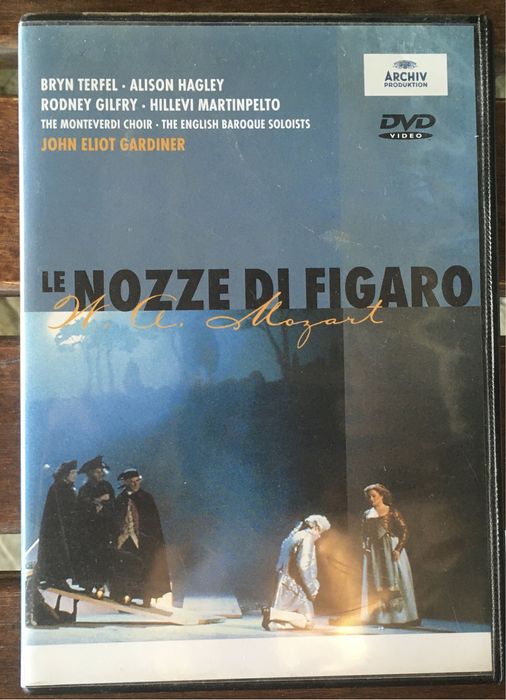 BRYN TERFEL · ALISON HAGLEY
RODNEY GILFRY · HILLEVI MARTINPELTO
THE MONTEVERDI CHOIR · THE ENGLISH BAROQUE SOLOISTS
JOHN ELIOT GARDINER
ARCHIV
PRODUKTION
DVD
VIDEO
LE NOZZE DI FIGARO
W. A. Mozart